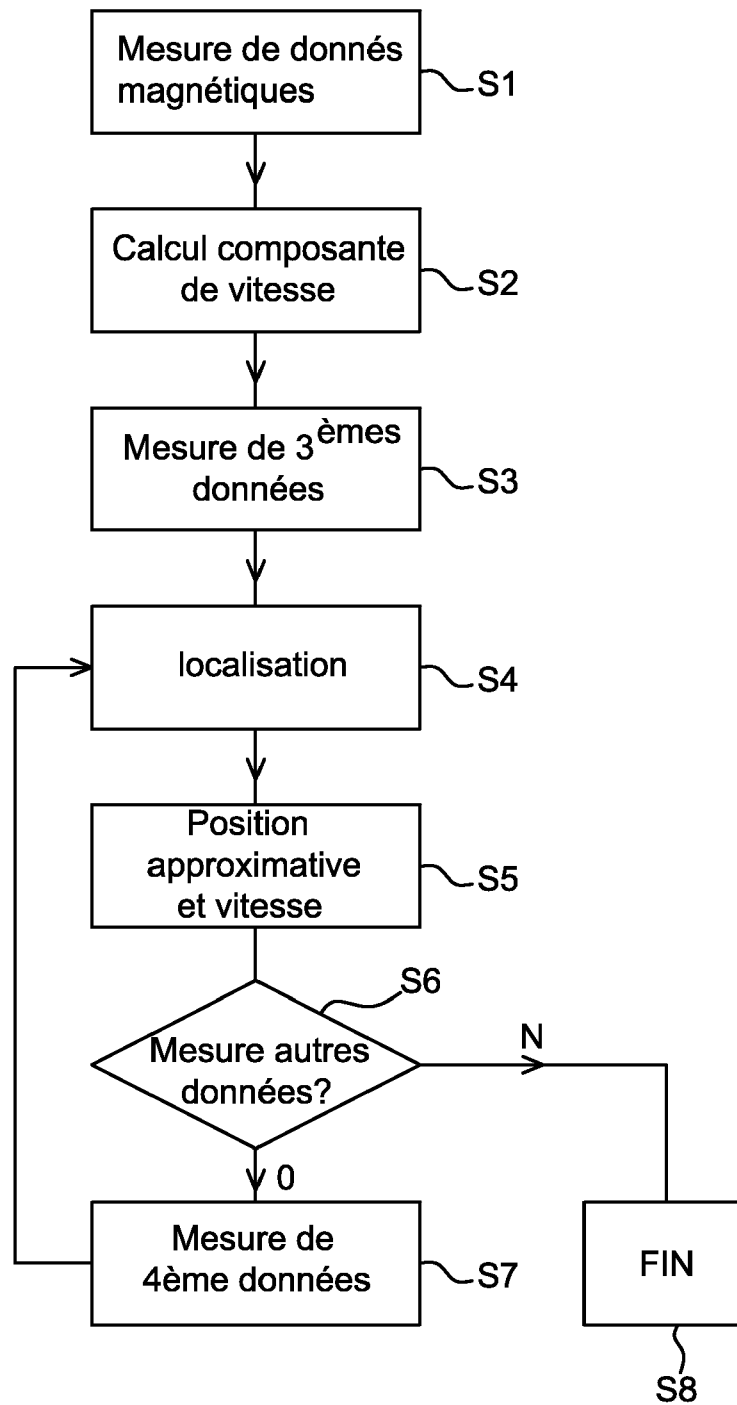 Mesure de donnés
magnétiques
S1
Calcul composante
de vitesse
S2
Mesure de 3èmes
données
S3
localisation
S4
Position
approximative
et vitesse
S5
S6
Mesure autres
données?
N
0
Mesure de
4ème données
S7
FIN
S8